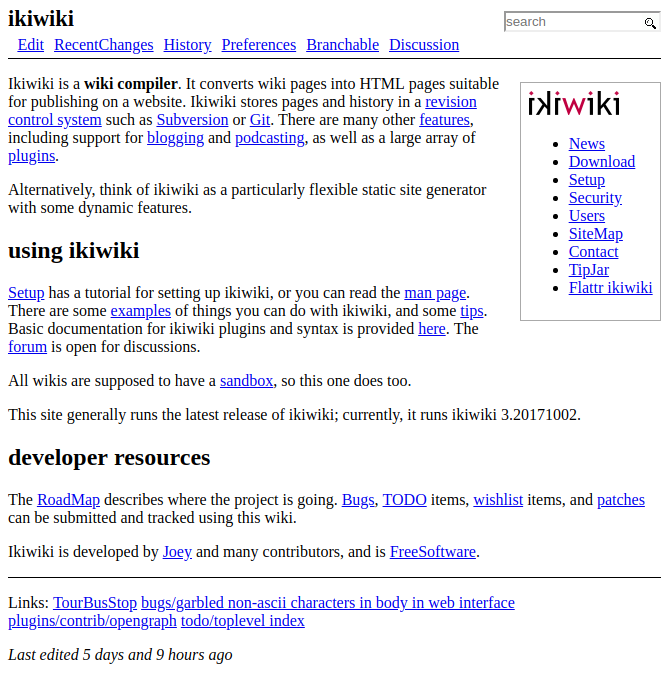 ikiwiki
search
Edit RecentChanges History Preferences Branchable Discussion
Ikiwiki is a wiki compiler. It converts wiki pages into HTML pages suitable
for publishing on a website. Ikiwiki stores pages and history in a revision
control system such as Subversion or Git. There are many other features,
including support for blogging and podcasting, as well as a large array of
plugins.
Alternatively, think of ikiwiki as a particularly flexible static site generator
with some dynamic features.
ikiwiki
News
Download
Setup
Security
Users
SiteMap
Contact
TipJar
Flattr ikiwiki
using ikiwiki
Setup has a tutorial for setting up ikiwiki, or you can read the man page.
There are some examples of things you can do with ikiwiki, and some tips.
Basic documentation for ikiwiki plugins and syntax is provided here. The
forum is open for discussions.
All wikis are supposed to have a sandbox, so this one does too.
This site generally runs the latest release of ikiwiki; currently, it runs ikiwiki 3.20171002.
developer resources
The RoadMap describes where the project is going. Bugs, TODO items, wishlist items, and patches
can be submitted and tracked using this wiki.
Ikiwiki is developed by Joey and many contributors, and is FreeSoftware.
Links: TourBusStop bugs/garbled non-ascii characters in body in web interface
plugins/contrib/opengraph todo/toplevel index
Last edited 5 days and 9 hours ago